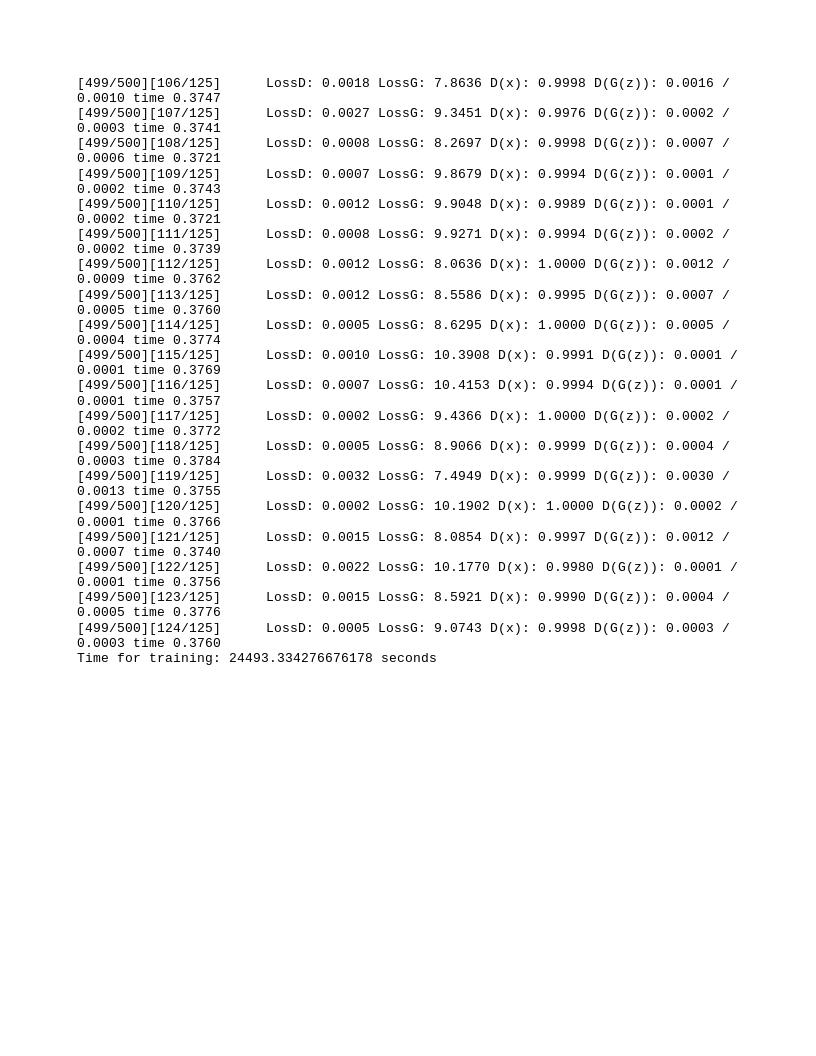 [499/500][106/125]	LossD: 0.0018 LossG: 7.8636 D(x): 0.9998 D(G(z)): 0.0016 /
0.0010 time 0.3747
[499/500][107/125]	LossD: 0.0027 LossG: 9.3451 D(x): 0.9976 D(G(z)): 0.0002 /
0.0003 time 0.3741
[499/500][108/125]	LossD: 0.0008 LossG: 8.2697 D(x): 0.9998 D(G(z)): 0.0007 /
0.0006 time 0.3721
[499/500][109/125]	LossD: 0.0007 LossG: 9.8679 D(x): 0.9994 D(G(z)): 0.0001 /
0.0002 time 0.3743
[499/500][110/125]	LossD: 0.0012 LossG: 9.9048 D(x): 0.9989 D(G(z)): 0.0001 /
0.0002 time 0.3721
[499/500][111/125]	LossD: 0.0008 LossG: 9.9271 D(x): 0.9994 D(G(z)): 0.0002 /
0.0002 time 0.3739
[499/500][112/125]	LossD: 0.0012 LossG: 8.0636 D(x): 1.0000 D(G(z)): 0.0012 /
0.0009 time 0.3762
[499/500][113/125]	LossD: 0.0012 LossG: 8.5586 D(x): 0.9995 D(G(z)): 0.0007 /
0.0005 time 0.3760
[499/500][114/125]	LossD: 0.0005 LossG: 8.6295 D(x): 1.0000 D(G(z)): 0.0005 /
0.0004 time 0.3774
[499/500][115/125]	LossD: 0.0010 LossG: 10.3908 D(x): 0.9991 D(G(z)): 0.0001 /
0.0001 time 0.3769
[499/500][116/125]	LossD: 0.0007 LossG: 10.4153 D(x): 0.9994 D(G(z)): 0.0001 /
0.0001 time 0.3757
[499/500][117/125]	LossD: 0.0002 LossG: 9.4366 D(x): 1.0000 D(G(z)): 0.0002 /
0.0002 time 0.3772
[499/500][118/125]	LossD: 0.0005 LossG: 8.9066 D(x): 0.9999 D(G(z)): 0.0004 /
0.0003 time 0.3784
[499/500][119/125]	LossD: 0.0032 LossG: 7.4949 D(x): 0.9999 D(G(z)): 0.0030 /
0.0013 time 0.3755
[499/500][120/125]	LossD: 0.0002 LossG: 10.1902 D(x): 1.0000 D(G(z)): 0.0002 /
0.0001 time 0.3766
[499/500][121/125]	LossD: 0.0015 LossG: 8.0854 D(x): 0.9997 D(G(z)): 0.0012 /
0.0007 time 0.3740
[499/500][122/125]	LossD: 0.0022 LossG: 10.1770 D(x): 0.9980 D(G(z)): 0.0001 /
0.0001 time 0.3756
[499/500][123/125]	LossD: 0.0015 LossG: 8.5921 D(x): 0.9990 D(G(z)): 0.0004 /
0.0005 time 0.3776
[499/500][124/125]	LossD: 0.0005 LossG: 9.0743 D(x): 0.9998 D(G(z)): 0.0003 /
0.0003 time 0.3760
Time for training: 24493.334276676178 seconds